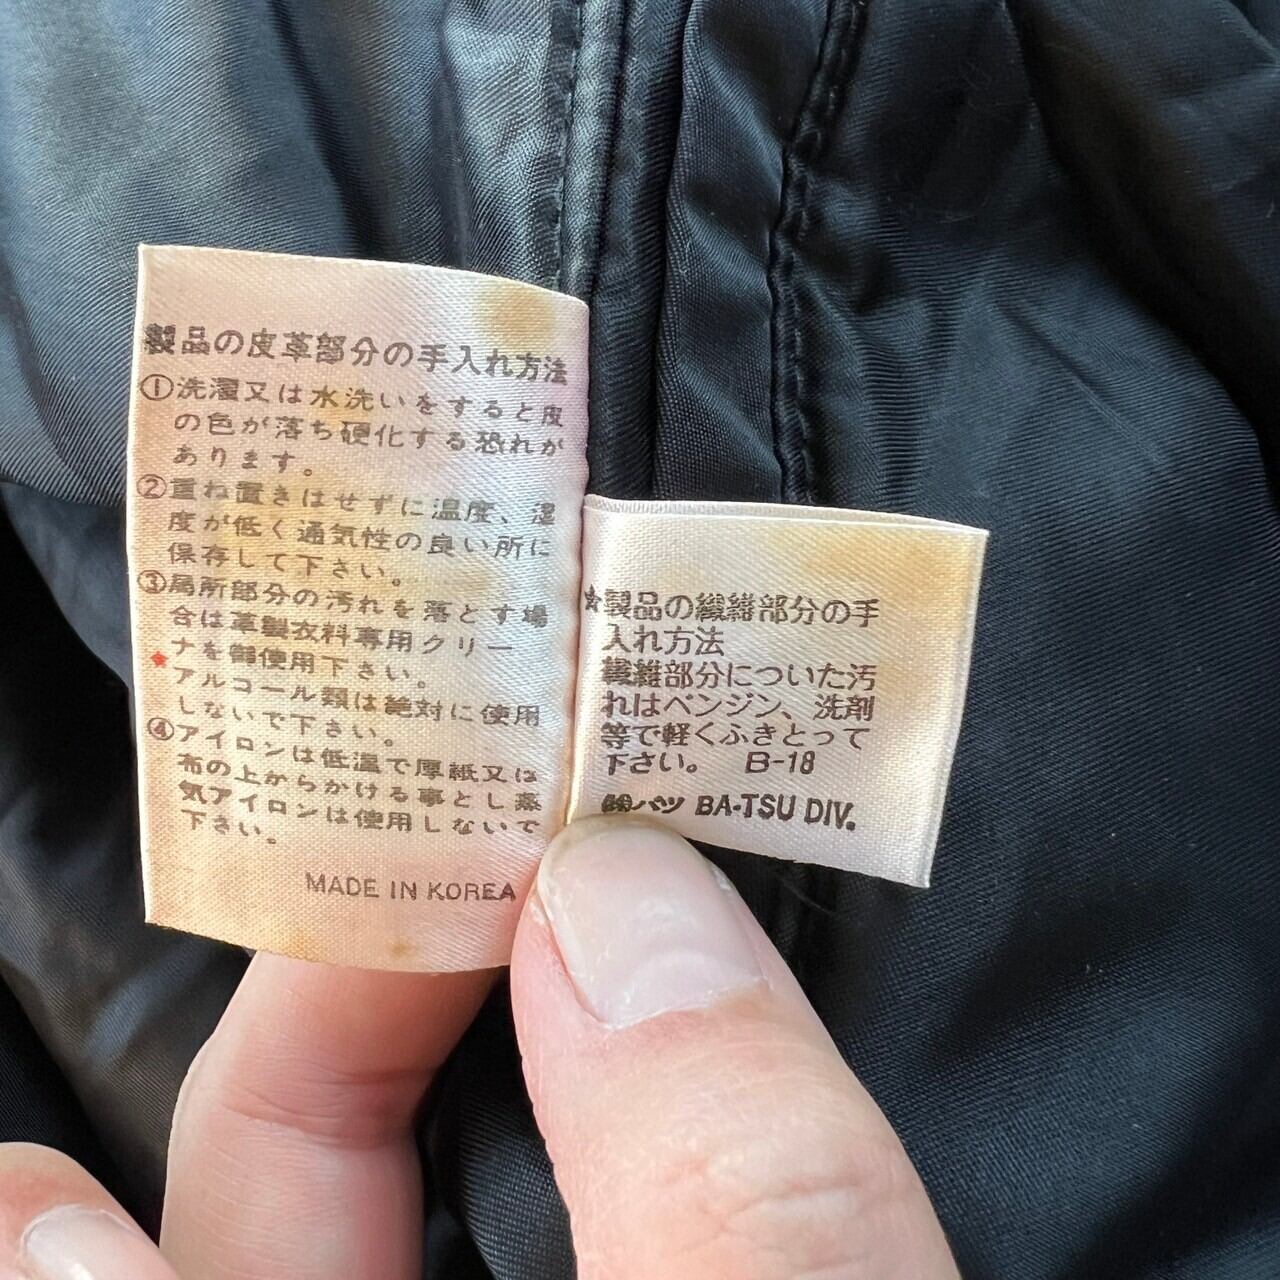 製品の皮革部分の手入れ方法
①洗濯又は水洗いをすると皮
の色が落ち硬化する恐れが
あります。
②重ね置きはせずに温度、湿
度が低く通気性の良い所に
保存して下さい。
③局所部分の汚れを落とす場
合は革製衣料専用クリー
ナを御使用下さい。
★アルコール類は絶対に使用
しないで下さい。
④アイロンは低温で厚紙又は
布の上からかける事とし蒸
気アイロンは使用しないで
下さい。
MADE IN KOREA
★製品の繊維部分の手
入れ方法
繊維部分についた汚
れはベンジン、洗剤
等で軽くふきとって
下さい。 B-18
㈱バツ BA-TSU DIV.